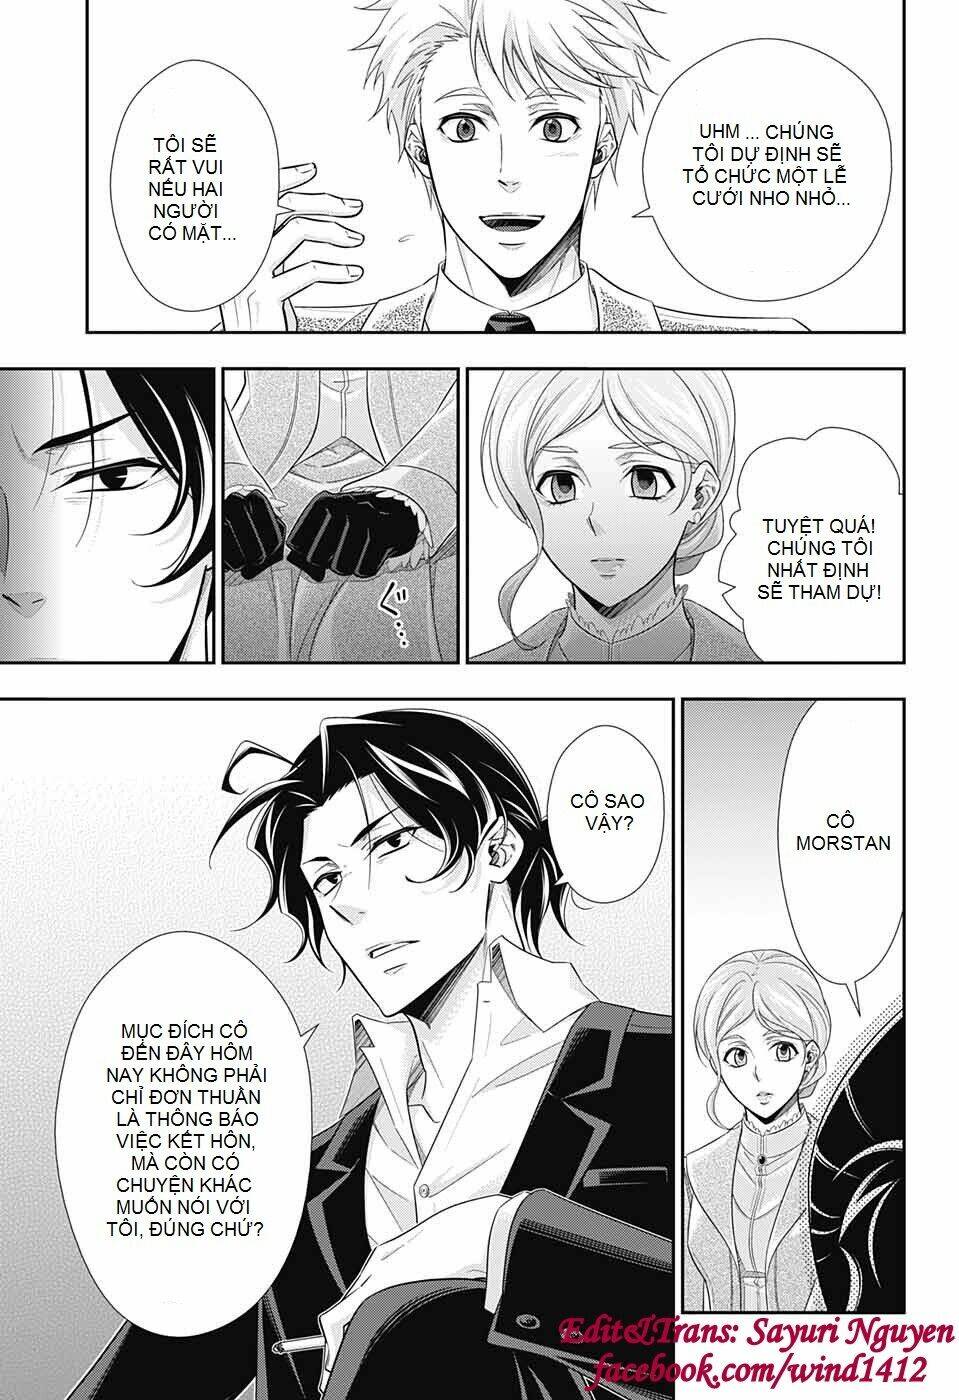 UHM ... CHÚNG
TÔI DỰ ĐỊNH SẼ
TỔ CHỨC MỘT LỄ
CƯỚI NHO NHỎ...
TÔI SẼ
RẤT VUI
NẾU HAI
NGƯỜI
CÓ MẶT...
TUYỆT QUÁ!
CHÚNG TÔI
NHẤT ĐỊNH
SẼ THAM DỰ!
CÔ
MORSTAN
CÔ SAO
VẬY?
MỤC ĐÍCH CÔ
ĐẾN ĐÂY HÔM
NAY KHÔNG PHẢI
CHỈ ĐƠN THUẦN
LÀ THÔNG BÁO
VIỆC KẾT HÔN,
MÀ CÒN CÓ
CHUYỆN KHÁC
MUỐN NÓI VỚI
TÔI, ĐÚNG CHỨ?
Edit&Trans: Sayuri Nguyen
facebook.com/wind1412